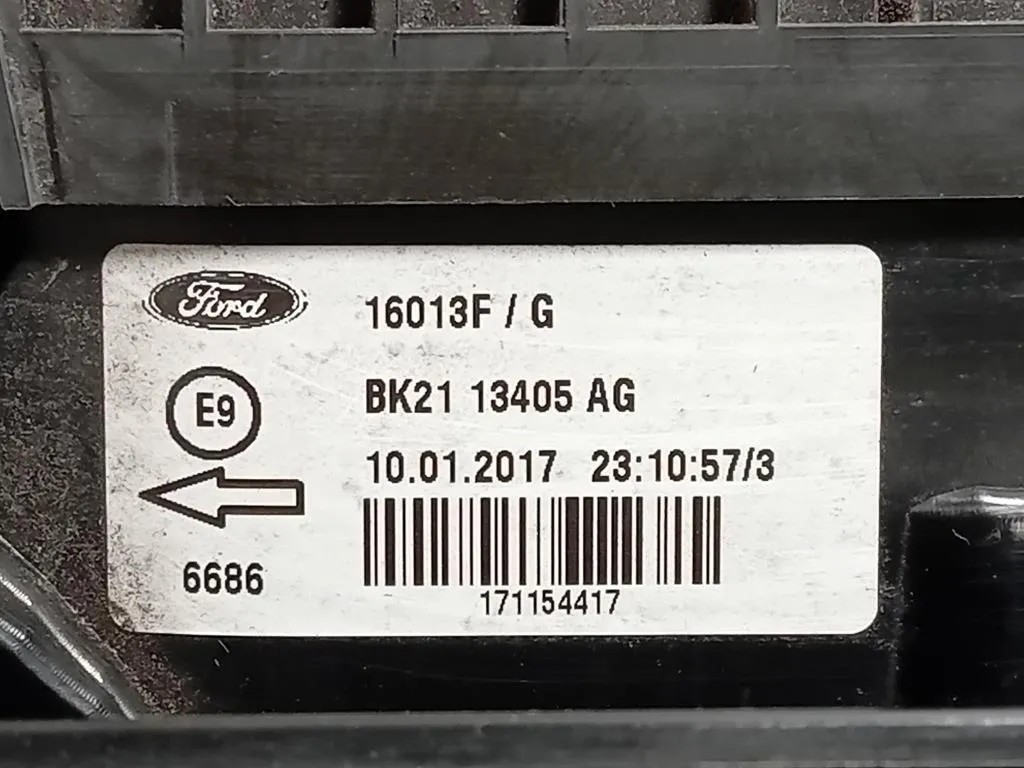 Ford
16013F / G
E9
BK21 13405 AG
10.01.2017 23:10:57/3
6686
171154417